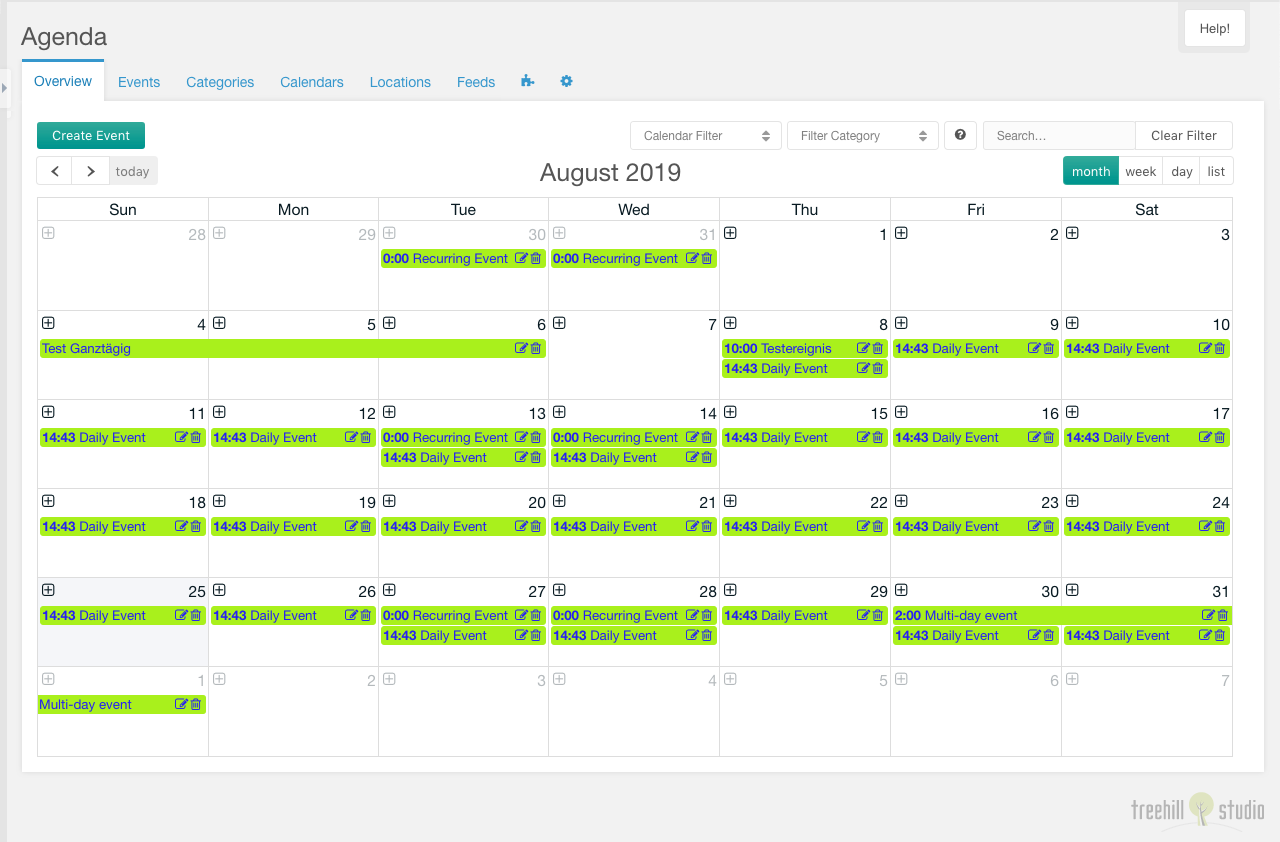 Agenda
Help!
Overview Events Categories Calendars Locations Feeds
Create Event Calendar Filter Filter Category Search... Clear Filter
today August 2019 month week day list
Sun Mon Tue Wed Thu Fri Sat
28 29 30 31 1 2 3
0:00 Recurring Event 0:00 Recurring Event
4 5 6 7 8 9 10
Test Ganztägig 10:00 Testereignis 14:43 Daily Event 14:43 Daily Event
14:43 Daily Event
11 12 13 14 15 16 17
14:43 Daily Event 14:43 Daily Event 0:00 Recurring Event 0:00 Recurring Event 14:43 Daily Event 14:43 Daily Event 14:43 Daily Event
14:43 Daily Event 14:43 Daily Event
18 19 20 21 22 23 24
14:43 Daily Event 14:43 Daily Event 14:43 Daily Event 14:43 Daily Event 14:43 Daily Event 14:43 Daily Event 14:43 Daily Event
25 26 27 28 29 30 31
14:43 Daily Event 14:43 Daily Event 0:00 Recurring Event 0:00 Recurring Event 14:43 Daily Event 2:00 Multi-day event
14:43 Daily Event 14:43 Daily Event 14:43 Daily Event 14:43 Daily Event
1 2 3 4 5 6 7
Multi-day event
treehill studio